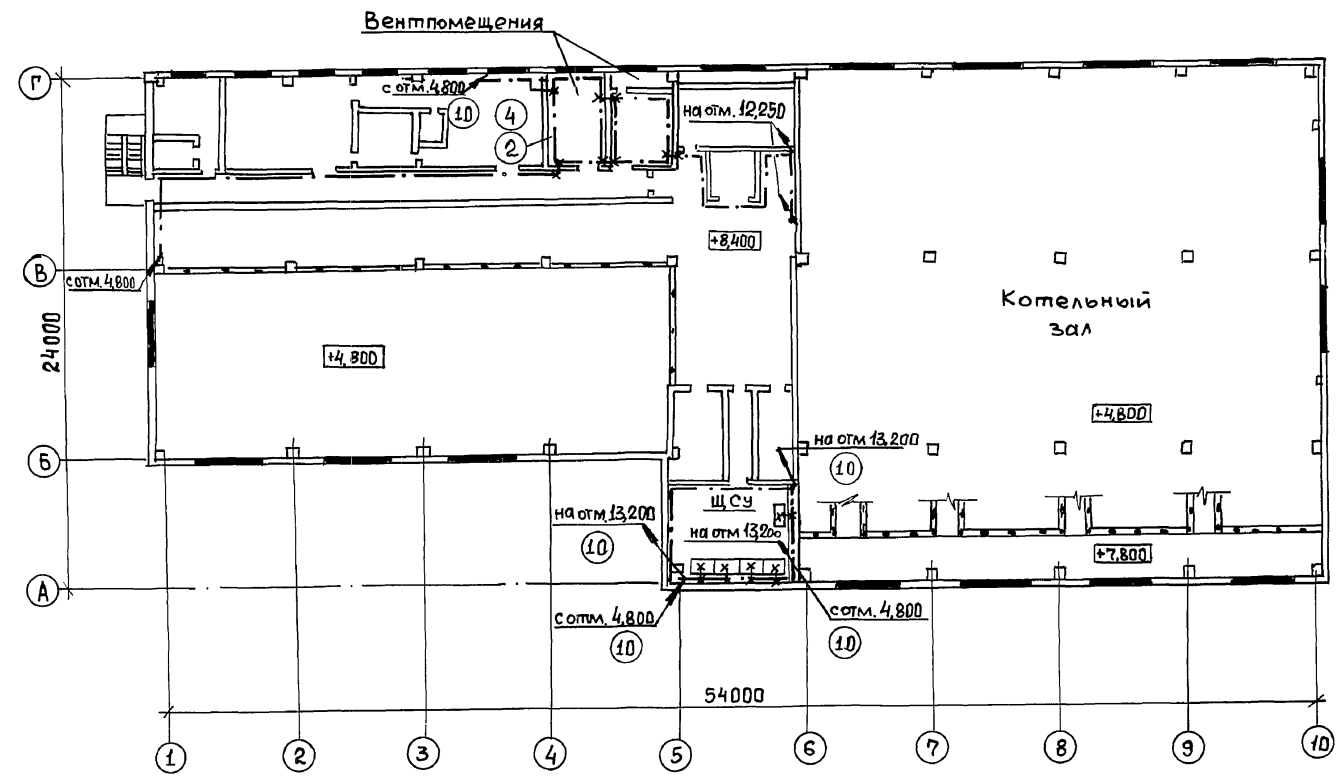 Вентпомещения
Г
с отм. 4,800
10
4
2
на отм. 12,250
+8,400
В
с отм. 4,800
24000
+4,800
Котельный
зал
+4,800
Б
на отм 13,200
10
ЩСУ
на отм. 13,200
10
на отм 13,200
+7,800
А
с отм. 4,800
10
с отм. 4,800
10
54000
1
2
3
4
5
6
7
8
9
10